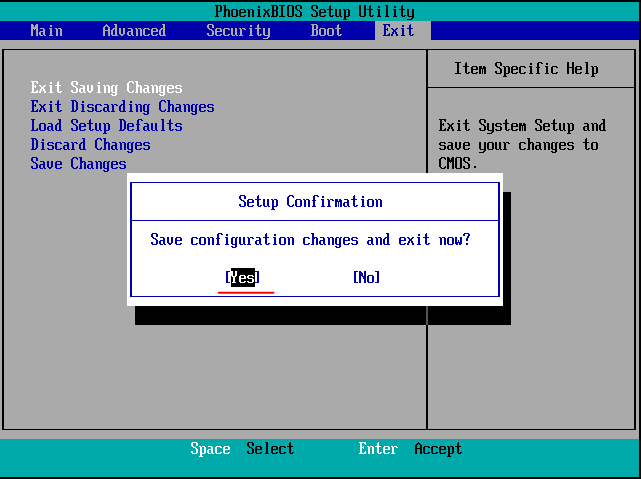 PhoenixBIOS Setup Utility
Main Advanced Security Boot Exit
Item Specific Help
Exit Saving Changes
Exit Discarding Changes
Load Setup Defaults
Discard Changes
Save Changes
Exit System Setup and
save your changes to
CMOS.
Setup Confirmation
Save configuration changes and exit now?
[Yes] [No]
Space Select Enter Accept